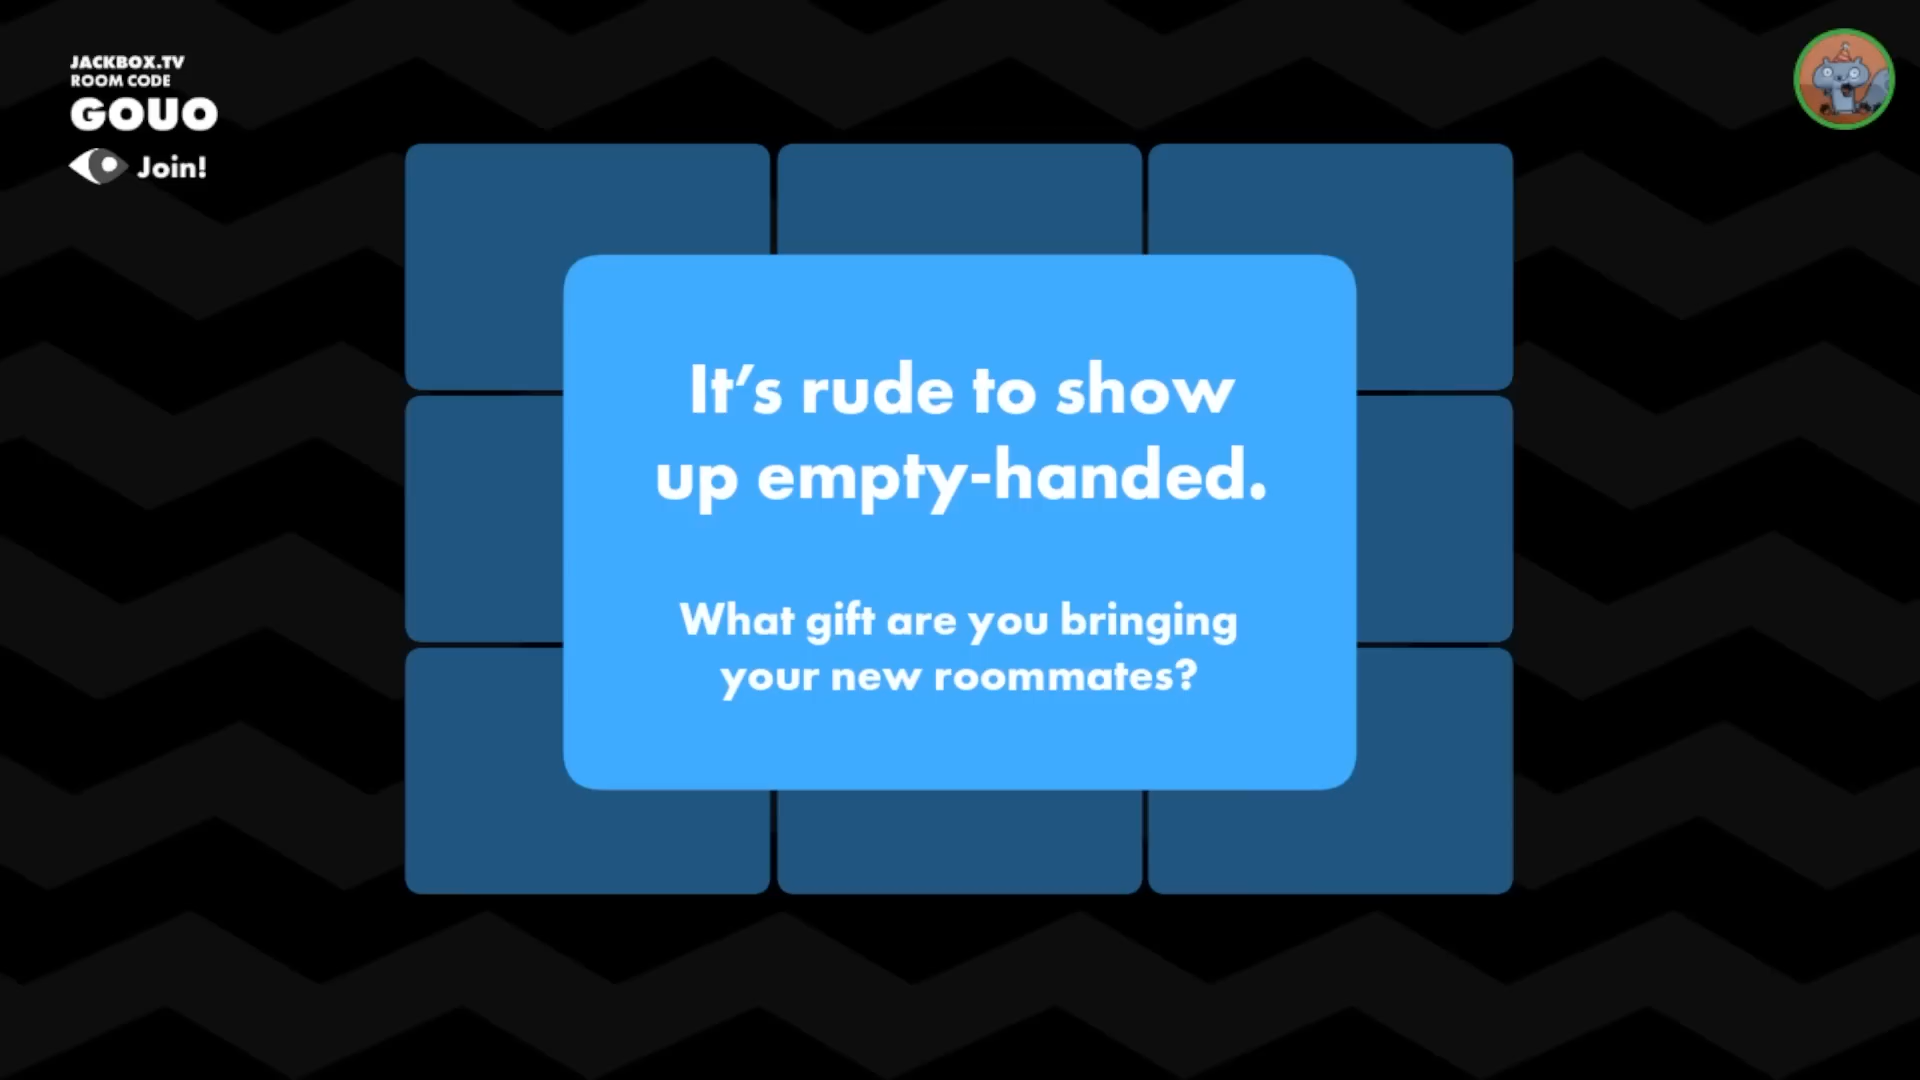 JACKBOX.TV
ROOM CODE
GOUO
Join!
It’s rude to show
up empty-handed.
What gift are you bringing
your new roommates?